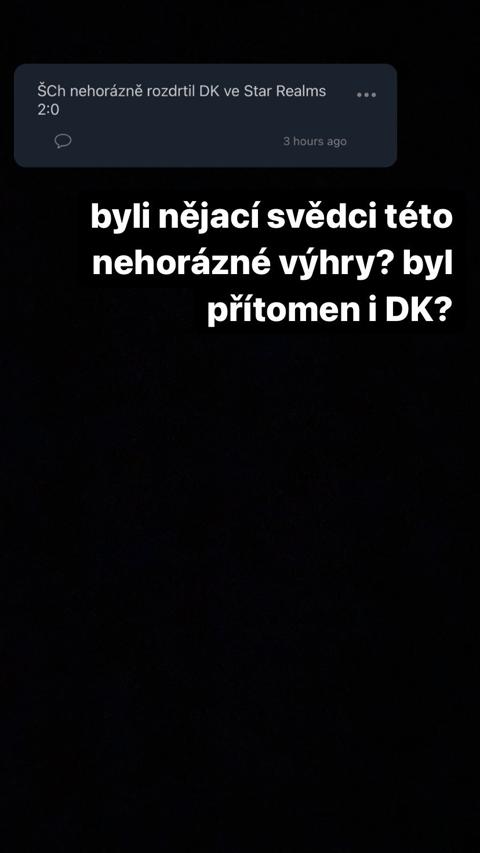 ŠCh nehorázně rozdrtil DK ve Star Realms
2:0
3 hours ago
byli nějací svědci této
nehorázné výhry? byl
přítomen i DK?